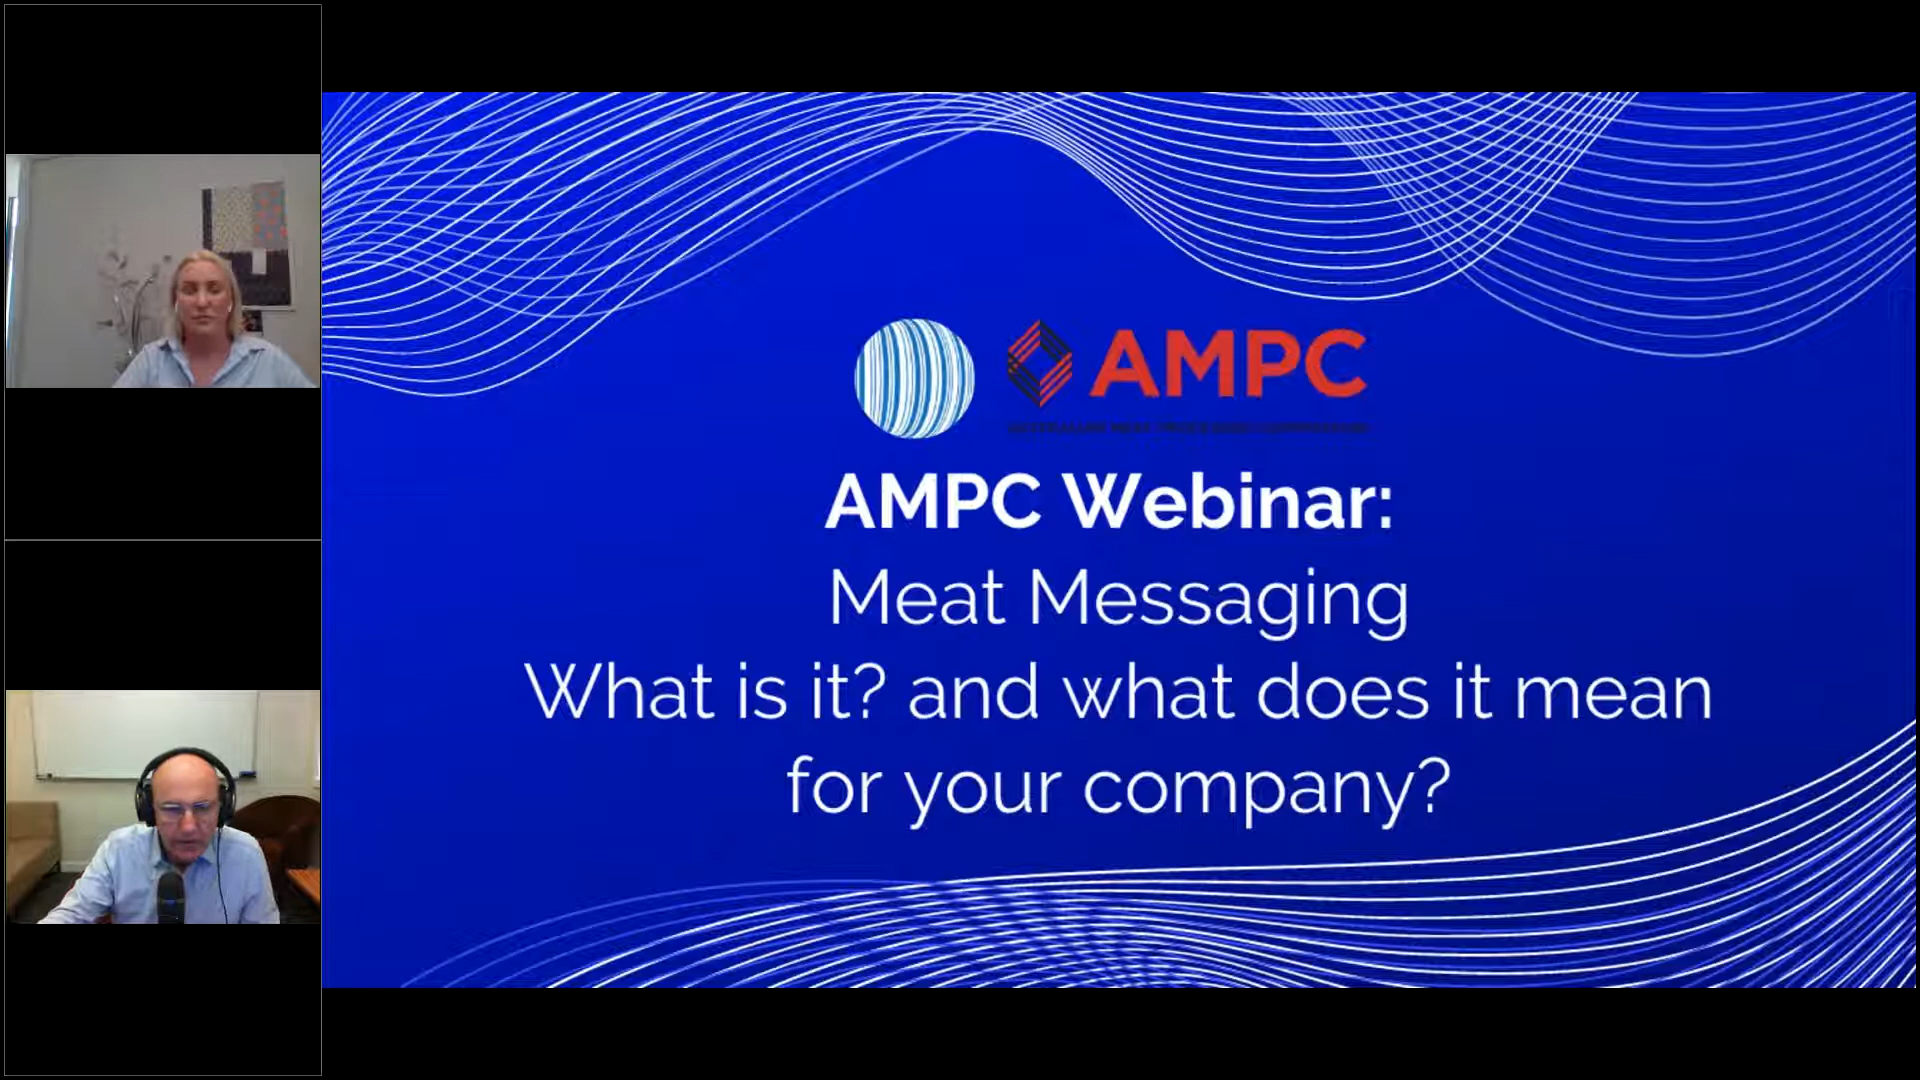 AMPC
AMPC Webinar:
Meat Messaging
What is it? and what does it mean
for your company?